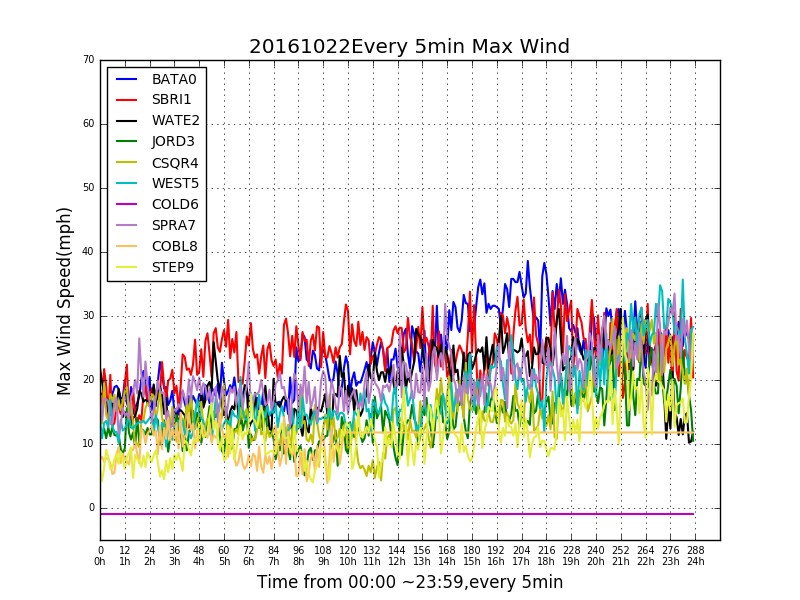 20161022Every 5min Max Wind
70
60
50
40
30
20
10
0
Max Wind Speed(mph)
BATA0
SBRI1
WATE2
JORD3
CSQR4
WEST5
COLD6
SPRA7
COBL8
STEP9
0 12 24 36 48 60 72 84 96 108 120 132 144 156 168 180 192 204 216 228 240 252 264 276 288
0h 1h 2h 3h 4h 5h 6h 7h 8h 9h 10h 11h 12h 13h 14h 15h 16h 17h 18h 19h 20h 21h 22h 23h 24h
Time from 00:00 ~23:59,every 5min